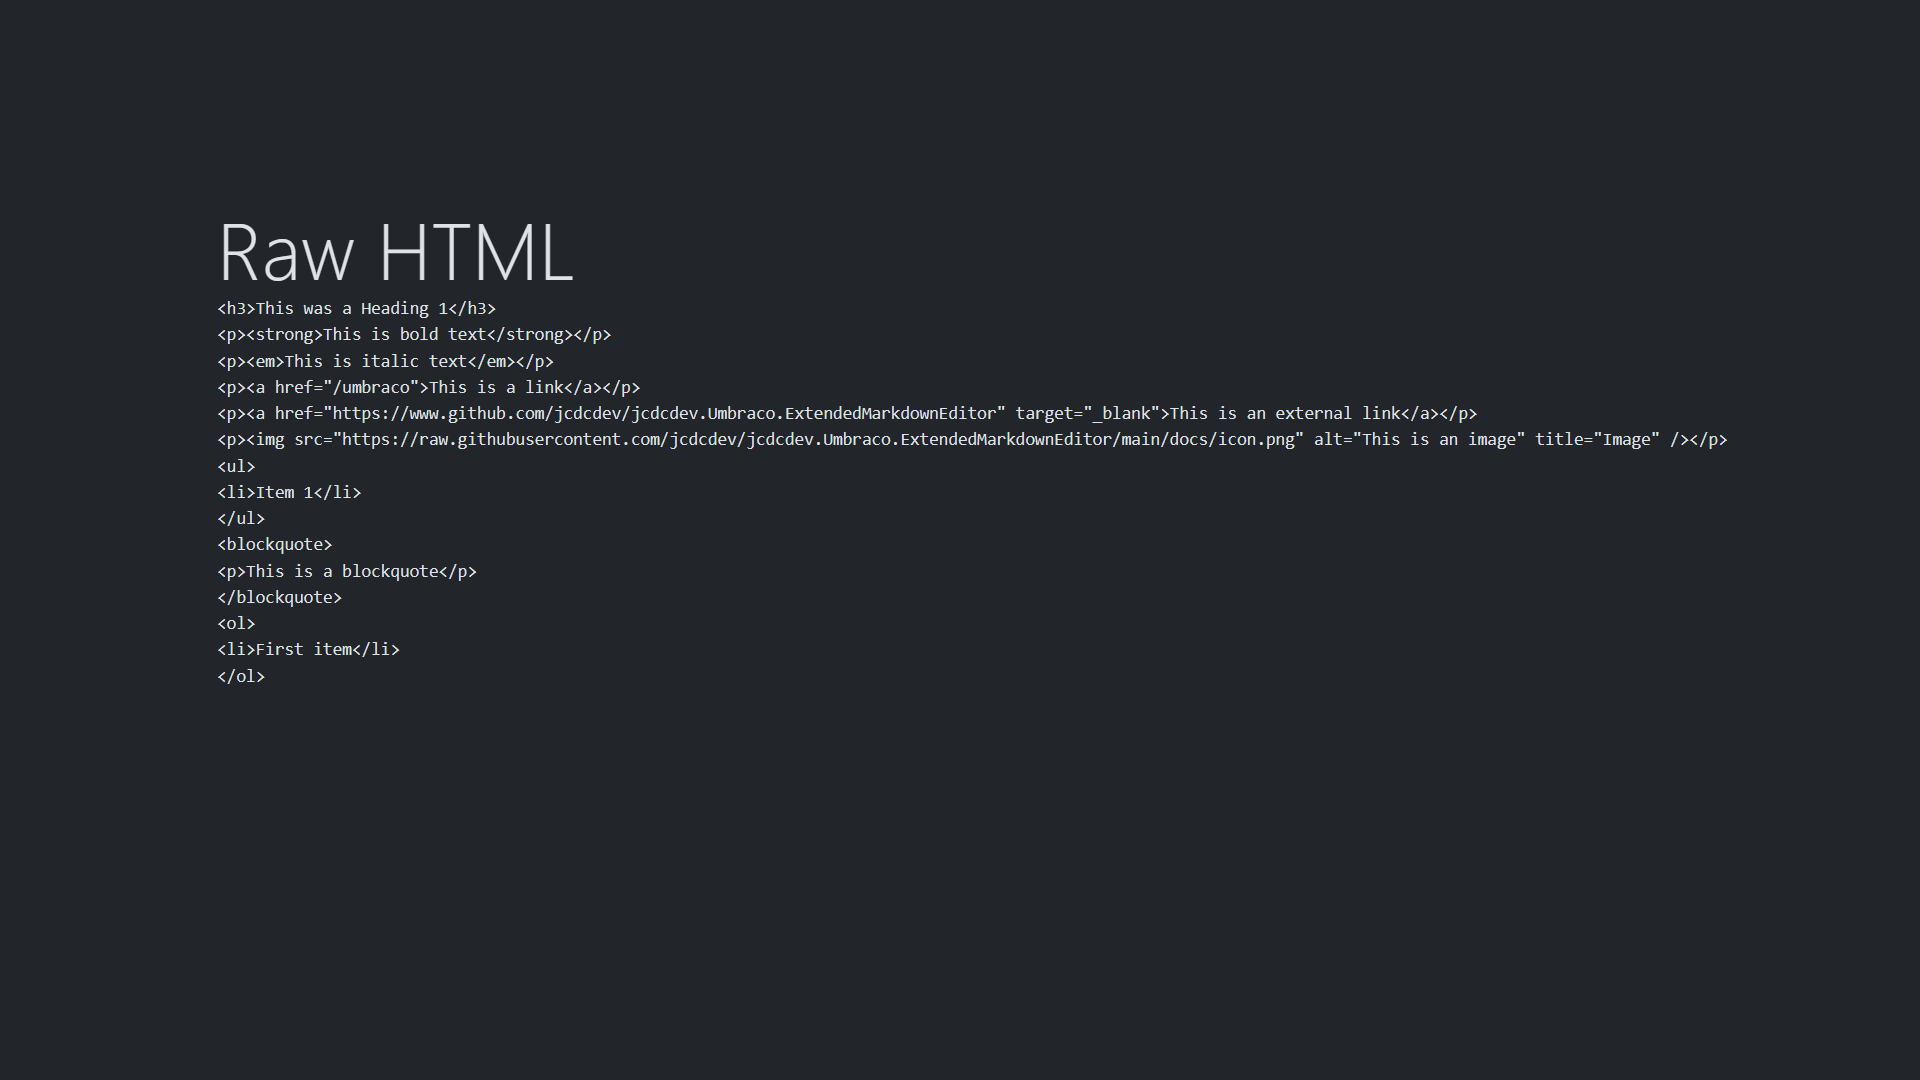 Raw HTML
<h3>This was a Heading 1</h3>
<p><strong>This is bold text</strong></p>
<p><em>This is italic text</em></p>
<p><a href="/umbraco">This is a link</a></p>
<p><a href="https://www.github.com/jcdcdev/jcdcdev.Umbraco.ExtendedMarkdownEditor" target="_blank">This is an external link</a></p>
<p><img src="https://raw.githubusercontent.com/jcdcdev/jcdcdev.Umbraco.ExtendedMarkdownEditor/main/docs/icon.png" alt="This is an image" title="Image" /></p>
<ul>
<li>Item 1</li>
</ul>
<blockquote>
<p>This is a blockquote</p>
</blockquote>
<ol>
<li>First item</li>
</ol>